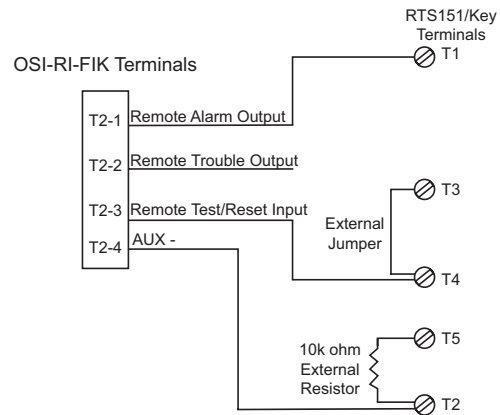 RTS151/Key
Terminals
T1
OSI-RI-FIK Terminals
T2-1 Remote Alarm Output
T2-2 Remote Trouble Output
T2-3 Remote Test/Reset Input
T2-4 AUX -
T3
External
Jumper
T4
T5
10k ohm
External
Resistor
T2